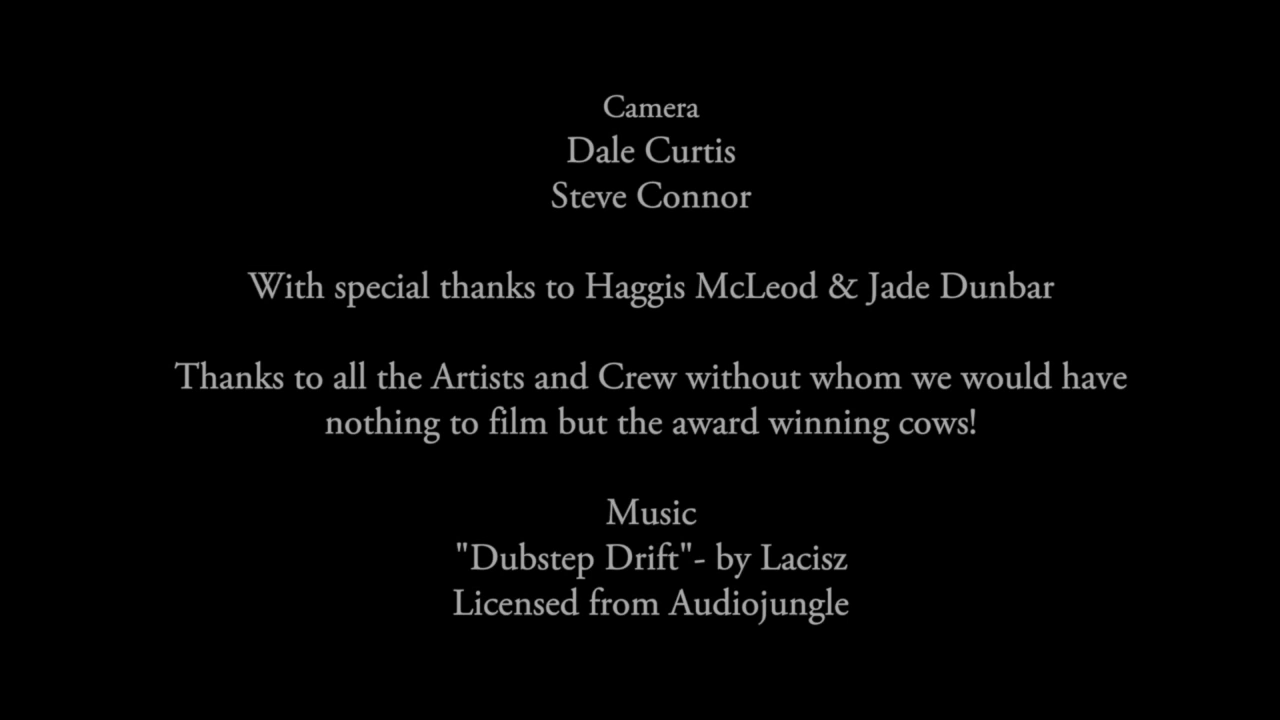 Camera
Dale Curtis
Steve Connor
With special thanks to Haggis McLeod & Jade Dunbar
Thanks to all the Artists and Crew without whom we would have
nothing to film but the award winning cows!
Music
"Dubstep Drift"- by Lacisz
Licensed from Audiojungle